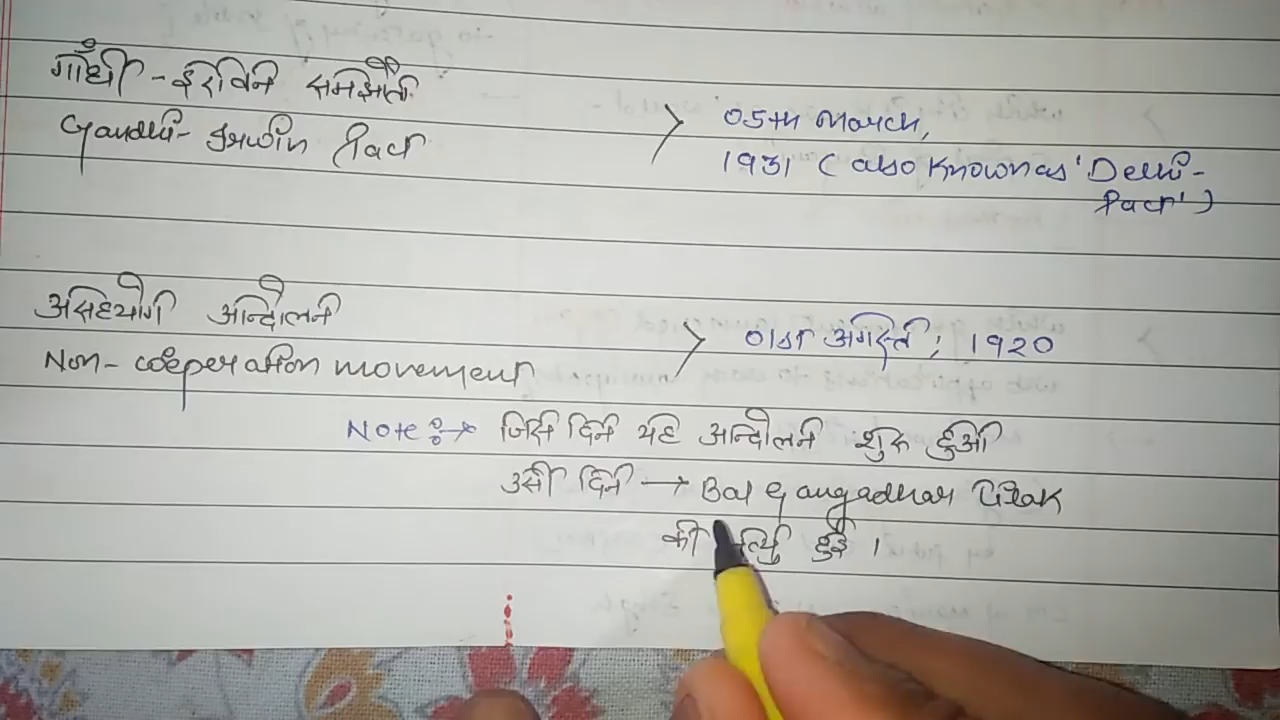 गाँधी - इरविन समझौता
Gandhi - Irwin Pact
05th March,
1931 ( also known as 'Delhi-
Pact')
असहयोग आन्दोलन
Non - cooperation movement
01st अगस्त, 1920
Note :→ जिस दिन यह आन्दोलन शुरू हुआ
उसी दिन → Bal Gangadhar Tilak
की हुई ।